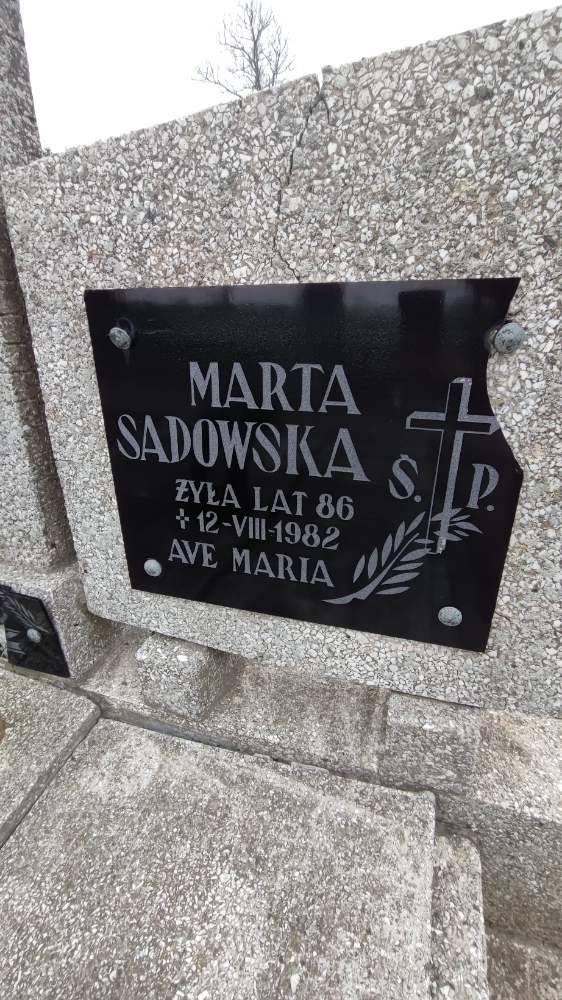 MARTA
SADOWSKA
Ś. P.
ŻYŁA LAT 86
+ 12-VIII-1982
AVE MARIA